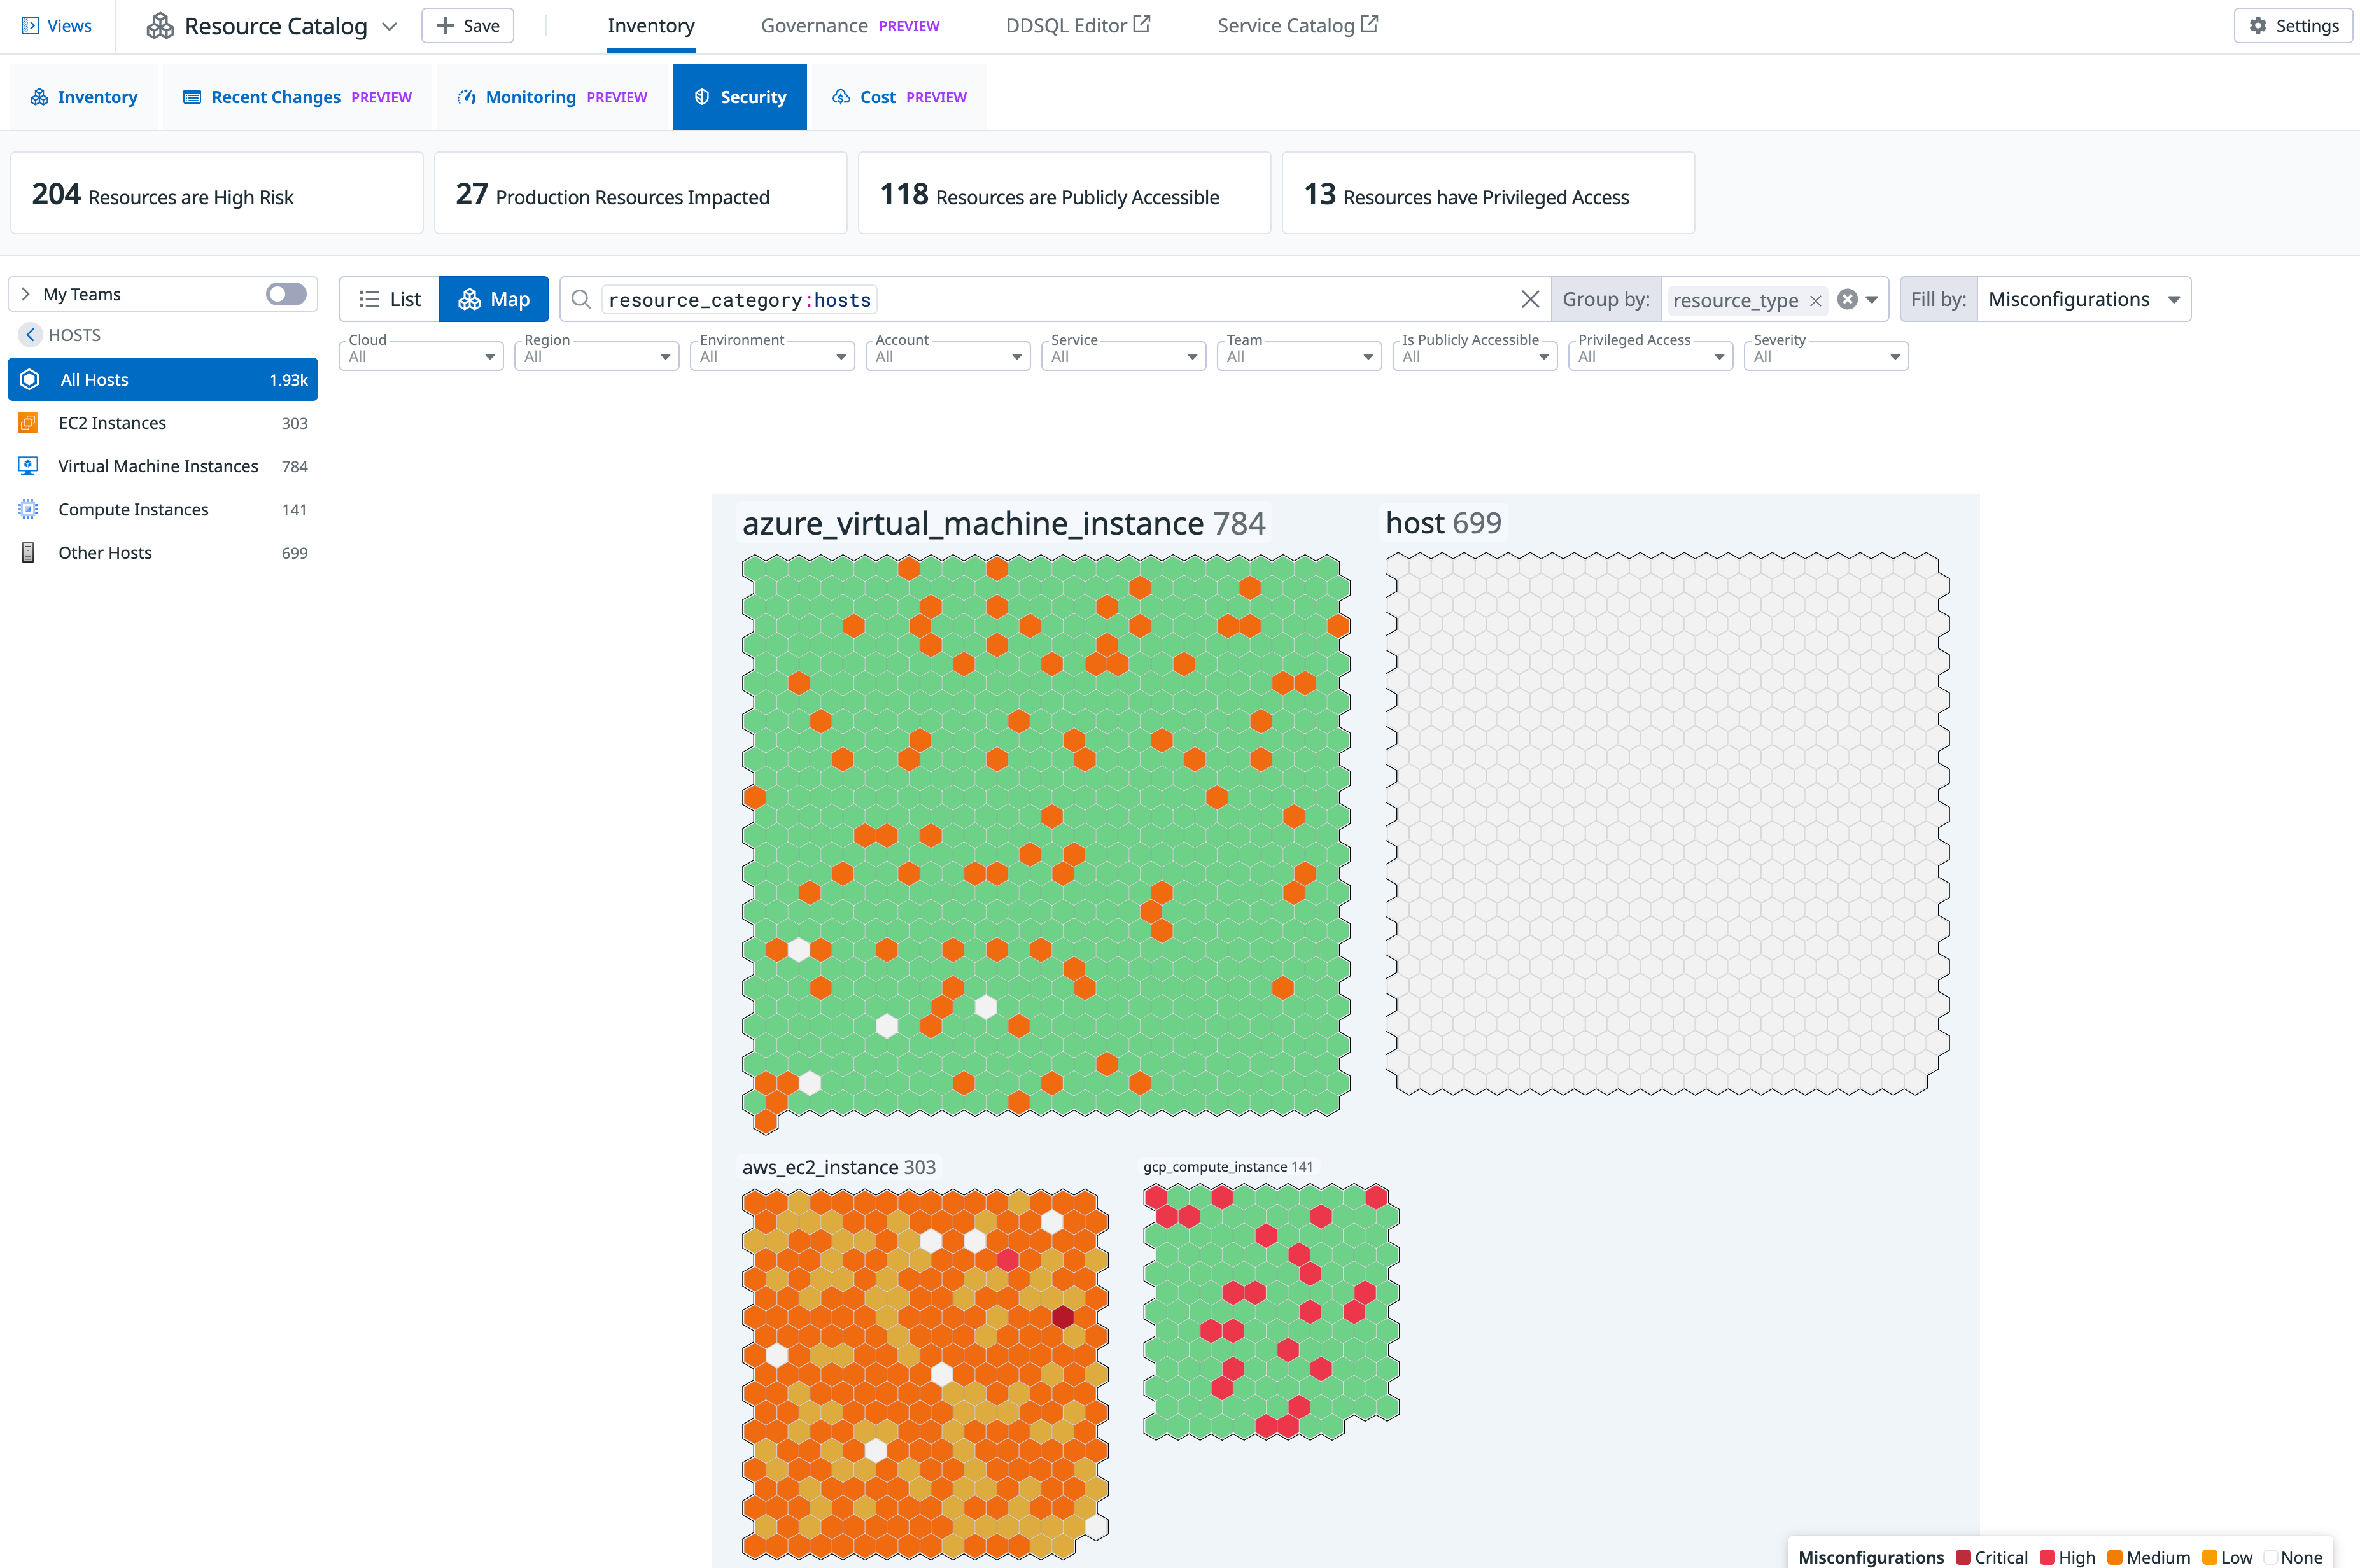 Views
Resource Catalog
Save
Inventory
Governance PREVIEW
DDSQL Editor
Service Catalog
Settings
Inventory
Recent Changes PREVIEW
Monitoring PREVIEW
Security
Cost PREVIEW
204 Resources are High Risk
27 Production Resources Impacted
118 Resources are Publicly Accessible
13 Resources have Privileged Access
My Teams
HOSTS
All Hosts 1.93k
EC2 Instances 303
Virtual Machine Instances 784
Compute Instances 141
Other Hosts 699
List
Map
resource_category:hosts
Group by:
resource_type
Fill by:
Misconfigurations
Cloud
All
Region
All
Environment
All
Account
All
Service
All
Team
All
Is Publicly Accessible
All
Privileged Access
All
Severity
All
azure_virtual_machine_instance 784
host 699
aws_ec2_instance 303
gcp_compute_instance 141
Misconfigurations Critical High Medium Low None